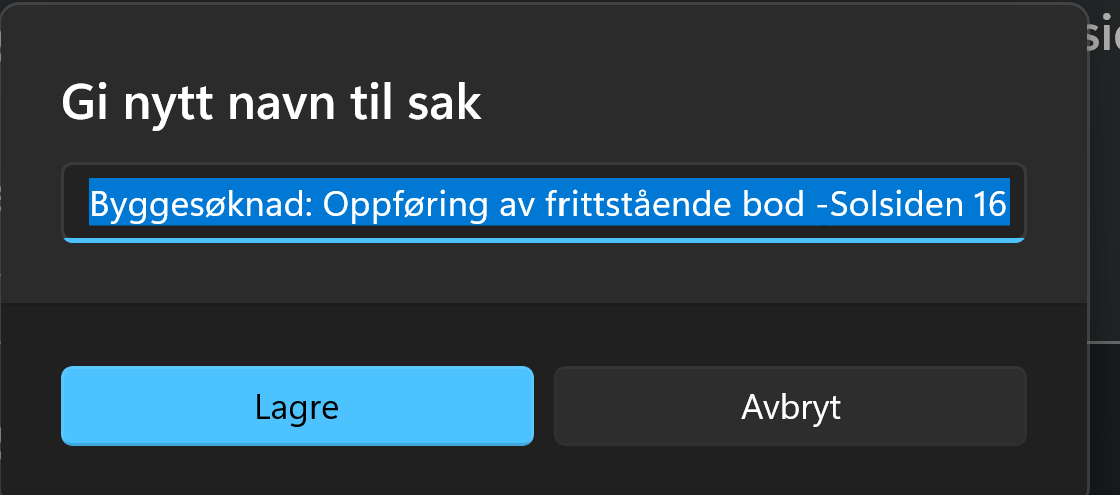 Gi nytt navn til sak
Byggesøknad: Oppføring av frittstående bod -Solsiden 16
Lagre
Avbryt